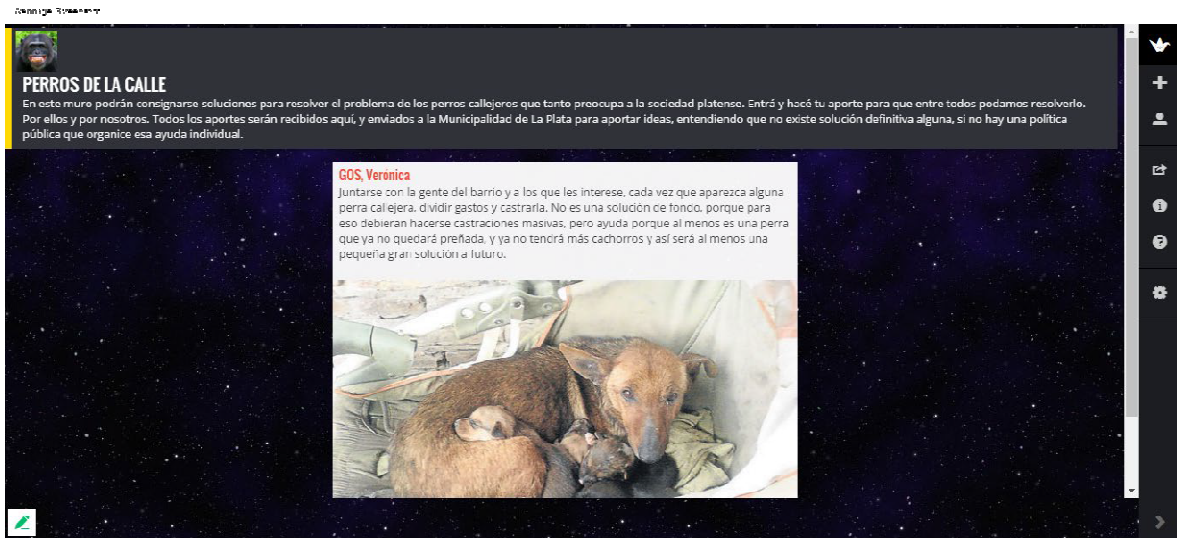 PERROS DE LA CALLE
En este muro podrán consignarse soluciones para resolver el problema de los perros callejeros que tanto preocupa a la sociedad platense. Entrá y hacé tu aporte para que entre todos podamos resolverlo.
Por ellos y por nosotros. Todos los aportes serán recibidos aquí, y enviados a la Municipalidad de La Plata para aportar ideas, entendiendo que no existe solución definitiva alguna, si no hay una política
pública que organice esa ayuda individual.
GOS, Verónica
Juntarse con la gente del barrio y a los que les interese, cada vez que aparezca alguna
perra callejera, dividir gastos y castrarla. No es una solución de fondo, porque para
eso debieran hacerse castraciones masivas, pero ayuda porque al menos es una perra
que ya no quedará preñada, y ya no tendrá más cachorros y así será al menos una
pequeña gran solución a futuro.